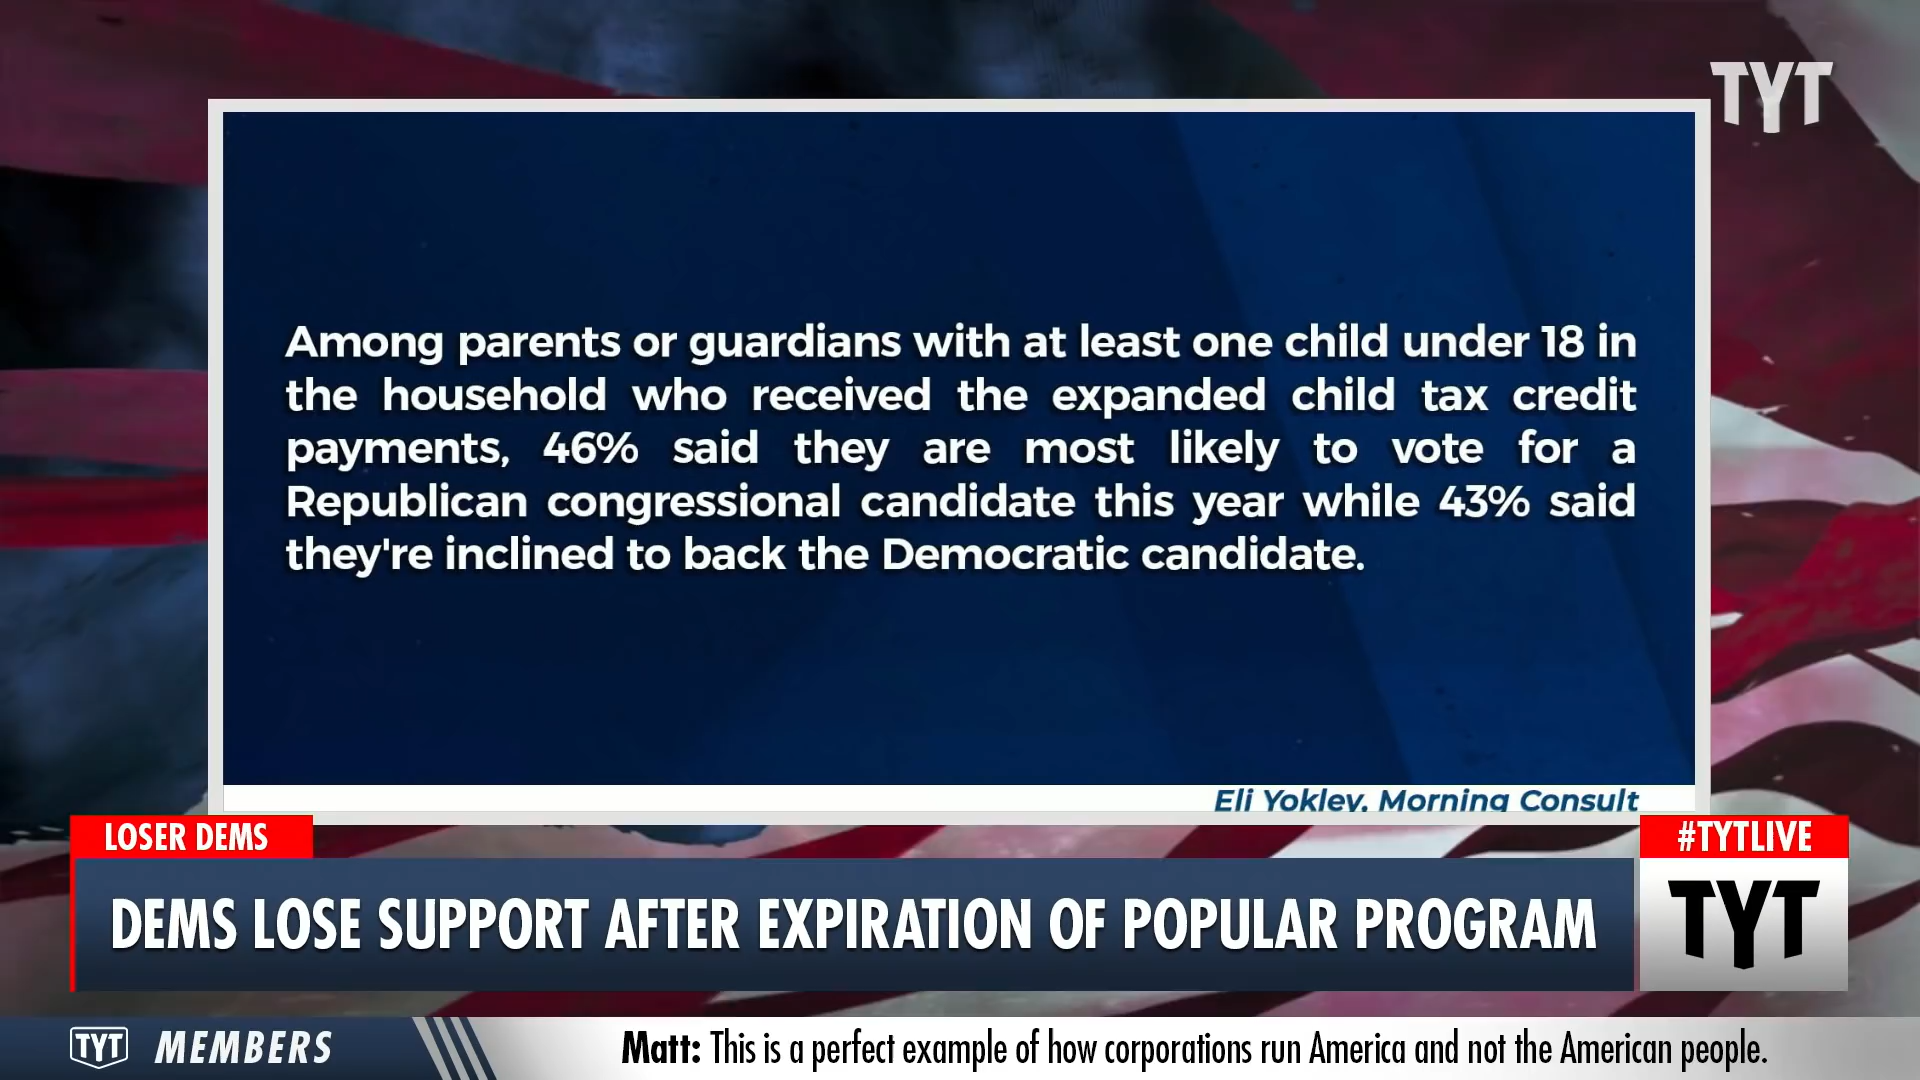 TYT
Among parents or guardians with at least one child under 18 in
the household who received the expanded child tax credit
payments, 46% said they are most likely to vote for a
Republican congressional candidate this year while 43% said
they're inclined to back the Democratic candidate.
Eli Yokley, Morning Consult
LOSER DEMS
#TYTLIVE
DEMS LOSE SUPPORT AFTER EXPIRATION OF POPULAR PROGRAM
TYT
TYT MEMBERS
Matt: This is a perfect example of how corporations run America and not the American people.